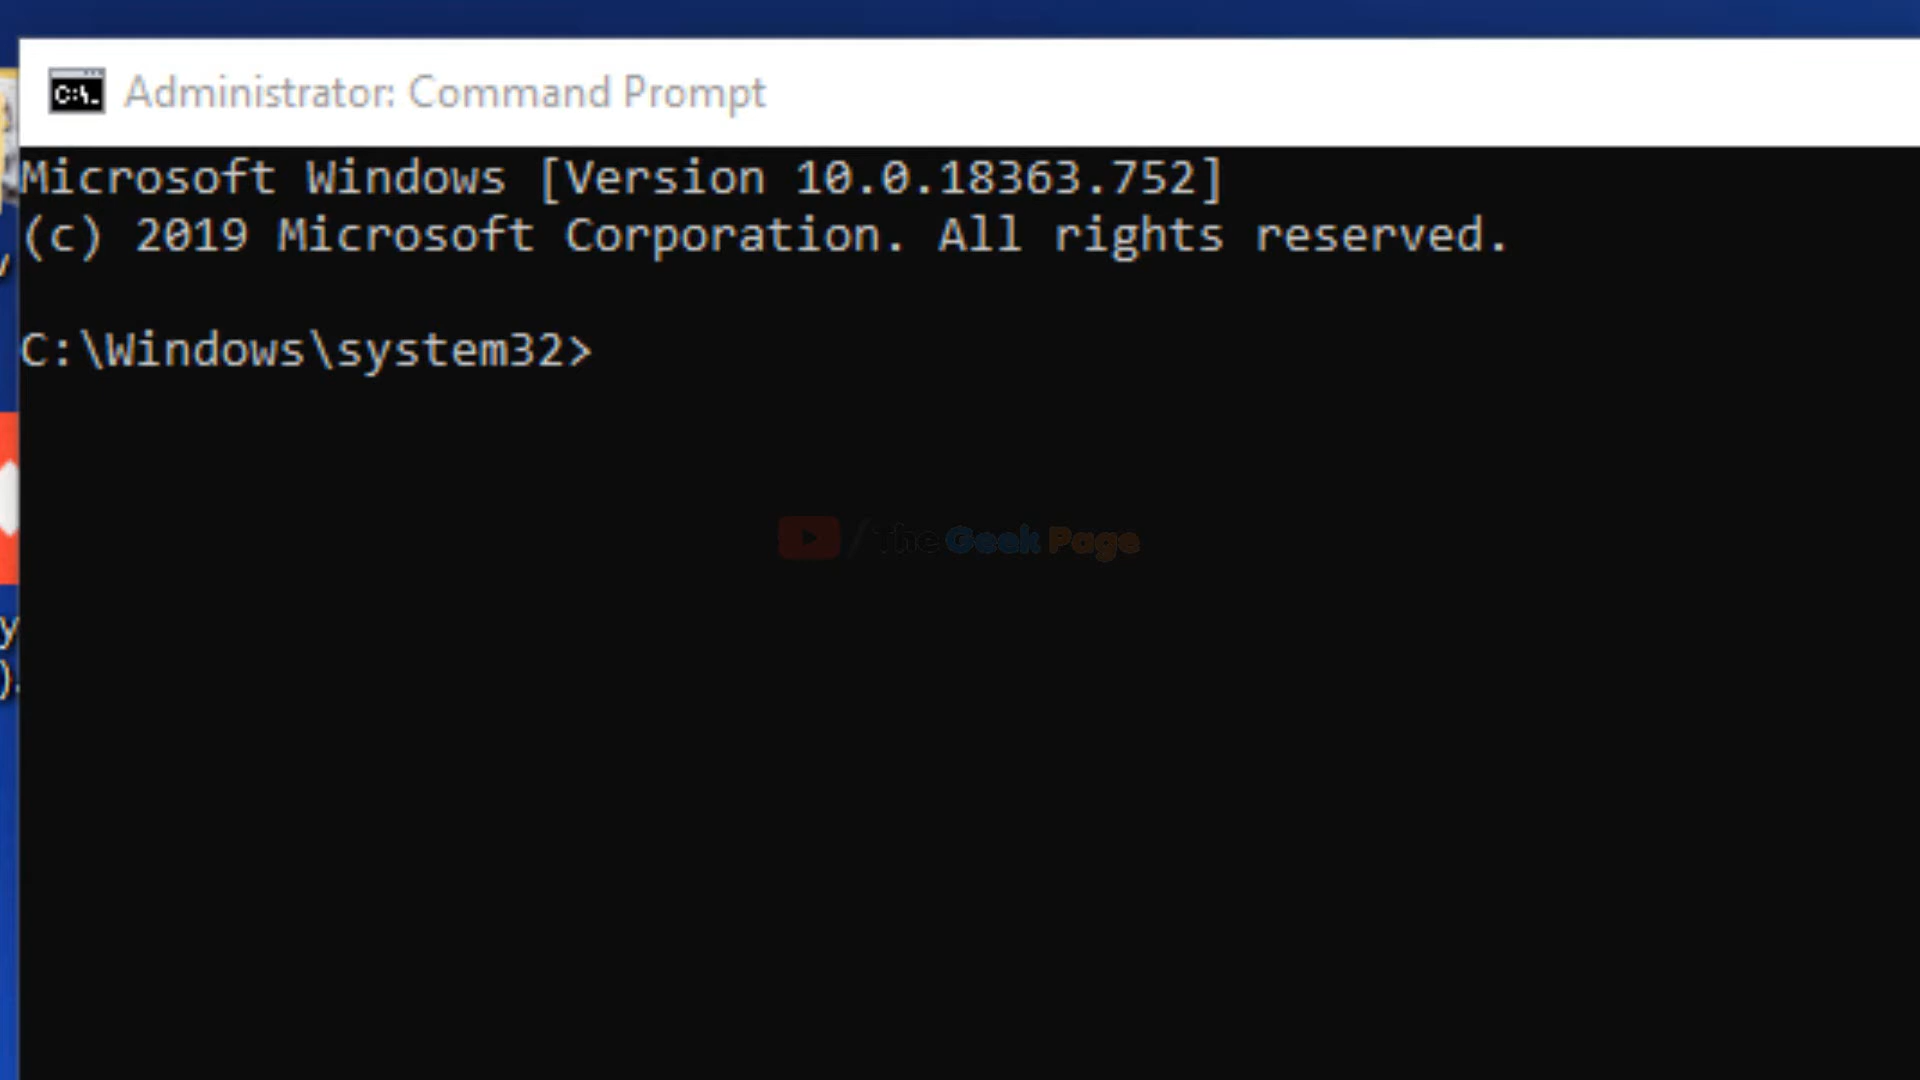 C:\.
Administrator: Command Prompt
Microsoft Windows [Version 10.0.18363.752]
(c) 2019 Microsoft Corporation. All rights reserved.
C:\Windows\system32>
/The Geek Page
y
).